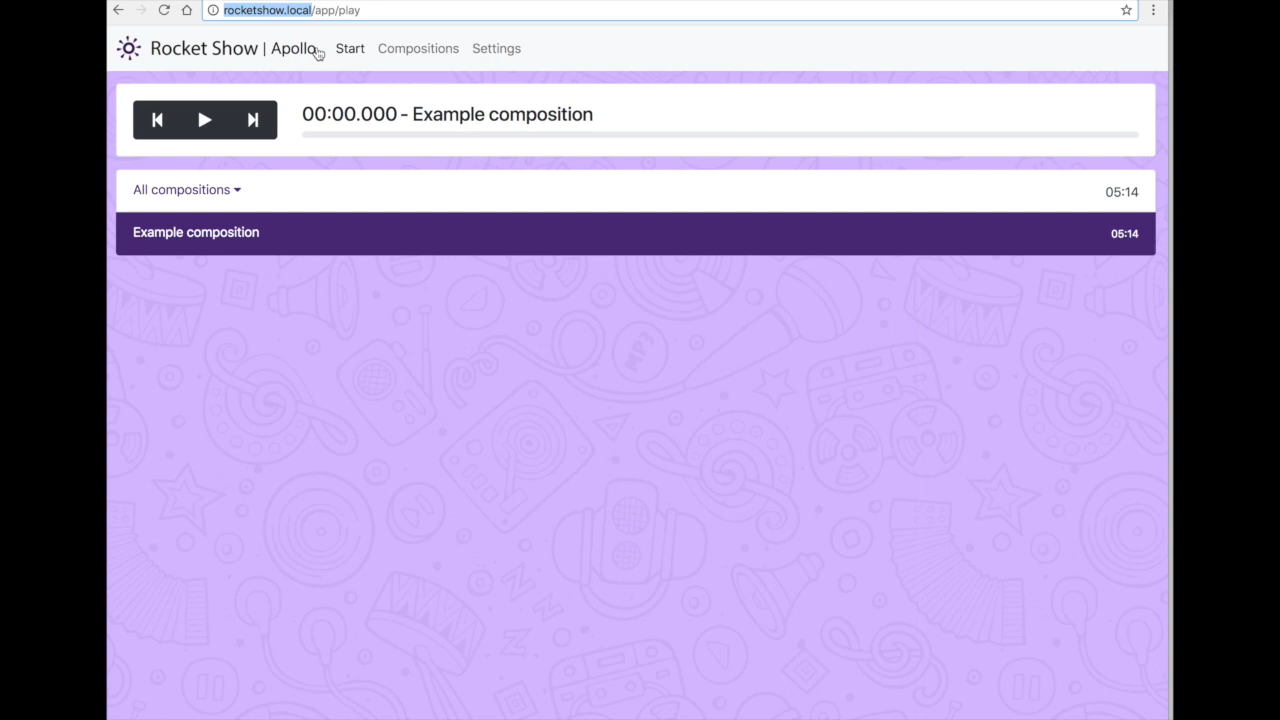 rocketshow.local/app/play
Rocket Show | Apollo Start Compositions Settings
00:00.000 - Example composition
All compositions 05:14
Example composition 05:14
MP3